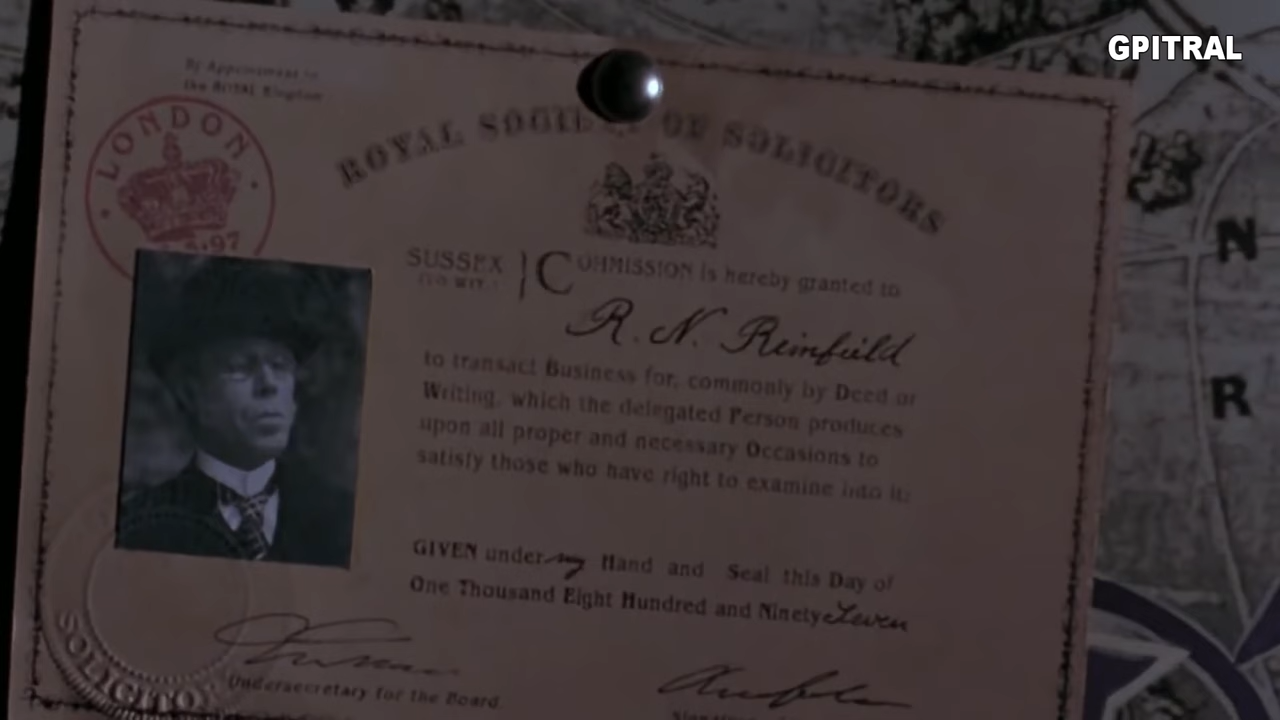 GPITRAL
By Appointment to
the ROYAL Kingdom
LONDON
97
ROYAL SOCIETY OF SOLICITORS
SUSSEX
COMMISSION is hereby granted to
R. N. Reinfield
to transact Business for, commonly by Deed or
Writing, which the delegated Person produces
upon all proper and necessary Occasions to
satisfy those who have right to examine into it:
GIVEN under my Hand and Seal this Day of
One Thousand Eight Hundred and Ninety Seven
Undersecretary for the Board.
SOLICITO
N
R